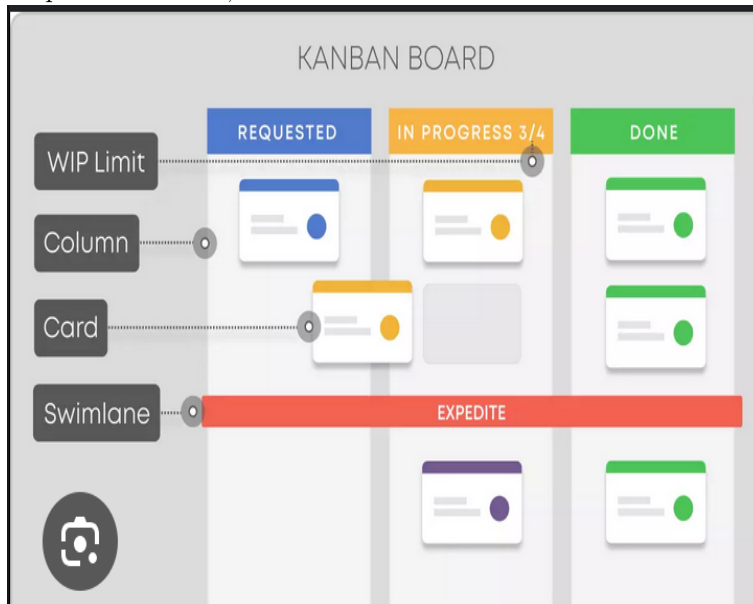 KANBAN BOARD
REQUESTED
IN PROGRESS 3/4
DONE
WIP Limit
Column
Card
Swimlane
EXPEDITE